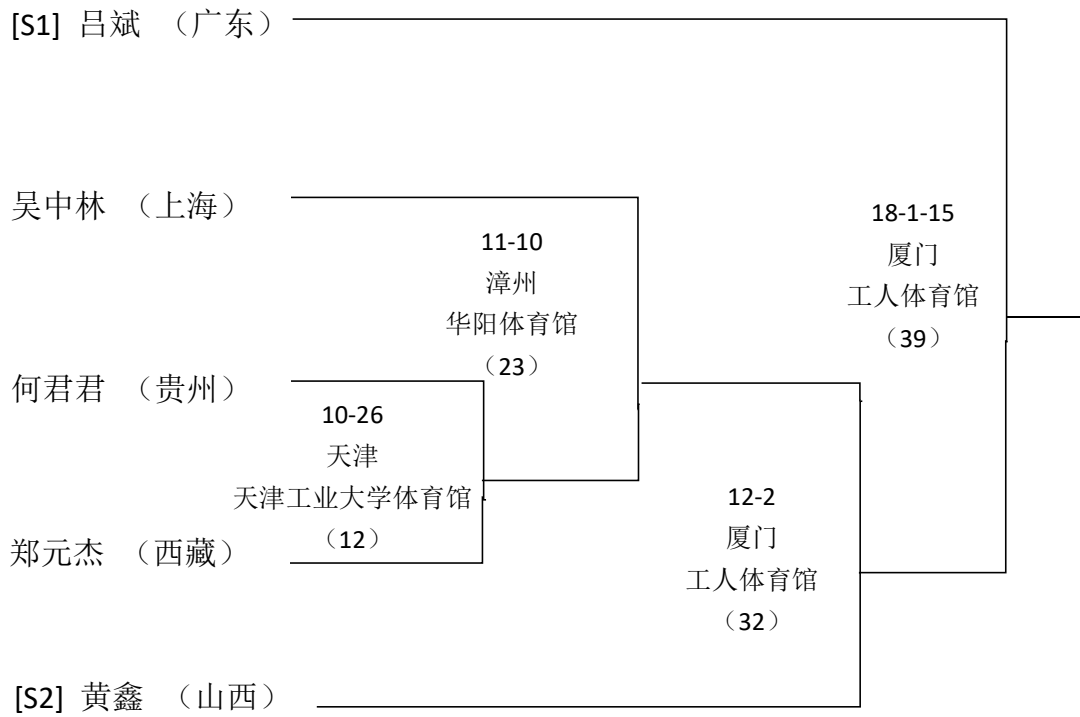 [S1] 吕斌 （广东）
吴中林 （上海）
11-10
漳州
华阳体育馆
（23）
18-1-15
厦门
工人体育馆
（39）
何君君 （贵州）
10-26
天津
天津工业大学体育馆
（12）
郑元杰 （西藏）
12-2
厦门
工人体育馆
（32）
[S2] 黄鑫 （山西）